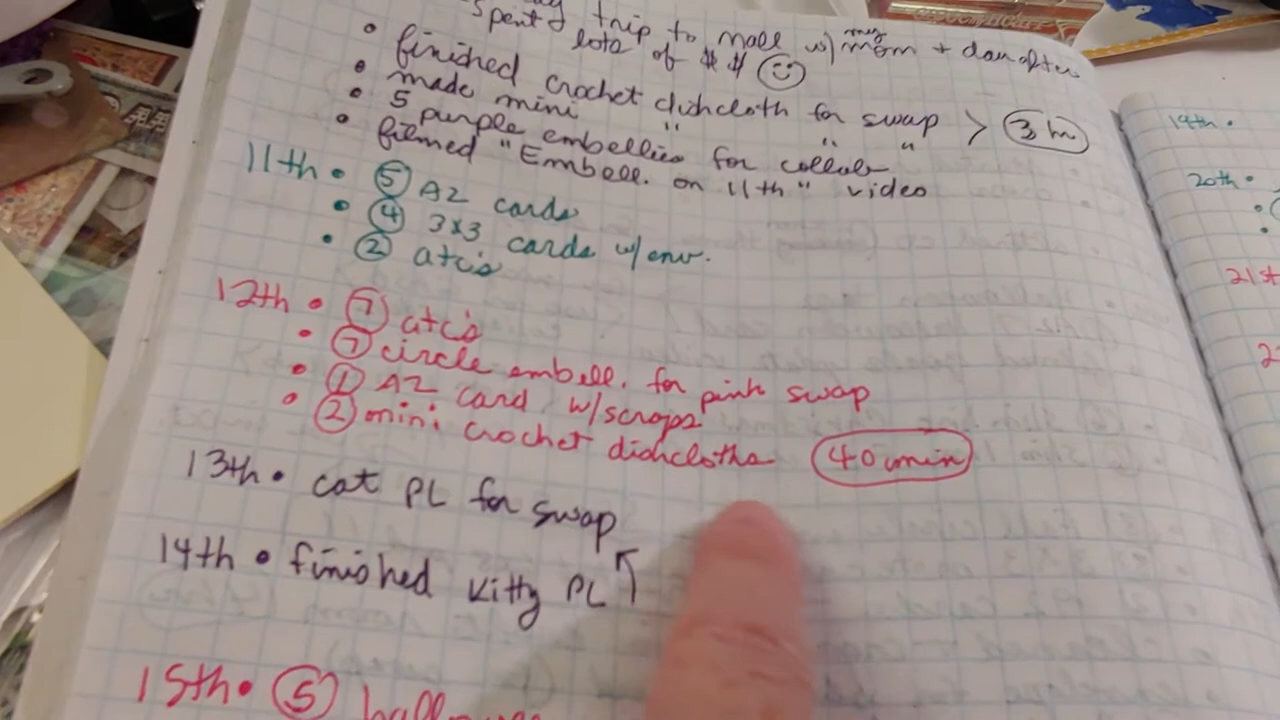 spent trip to mall w/ my mom + daughter
lots of $$ ☺
• finished crochet dishcloth for swap > 3 hr
• made mini " " "
• 5 purple embellies for collab
• filmed "Embell. on 11th" video
11th • 5 A2 cards
• 4 3x3 cards w/ env.
• 2 atc's
12th • 7 atc's
• 7 circle embell. for pink swap
• 1 A2 card w/scraps
• 2 mini crochet dishcloths 40 min
13th • cat PL for swap
14th • finished kitty PL ↑
15th • 5
19th •
20th •
21st